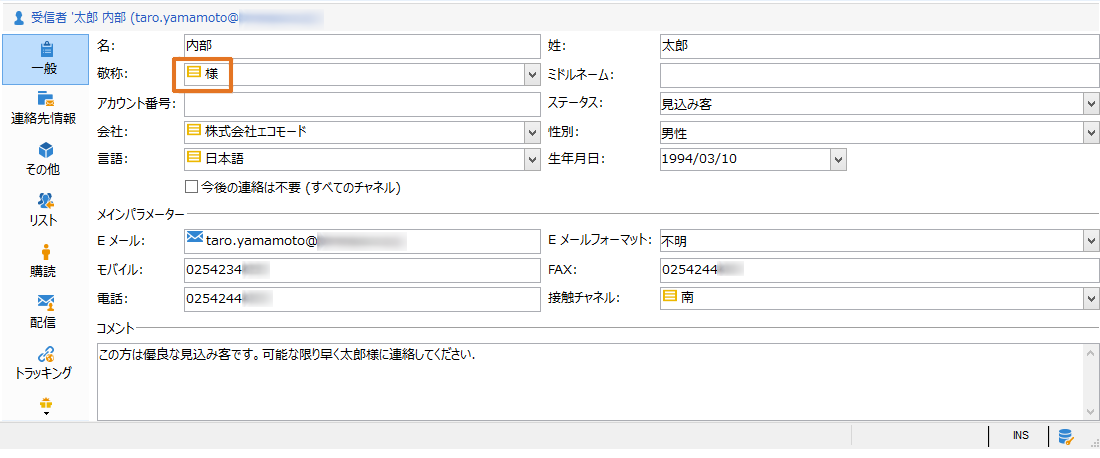 受信者 '太郎 内部 (taro.yamamoto@
一般
連絡先情報
その他
リスト
購読
配信
トラッキング
名: 内部 姓: 太郎
敬称: 様 ミドルネーム:
アカウント番号: ステータス: 見込み客
会社: 株式会社エコモード 性別: 男性
言語: 日本語 生年月日: 1994/03/10
今後の連絡は不要 (すべてのチャネル)
メインパラメーター
E メール: taro.yamamoto@ E メールフォーマット: 不明
モバイル: 0254234 FAX: 0254244
電話: 0254244 接触チャネル: 南
コメント
この方は優良な見込み客です。可能な限り早く太郎様に連絡してください.
INS